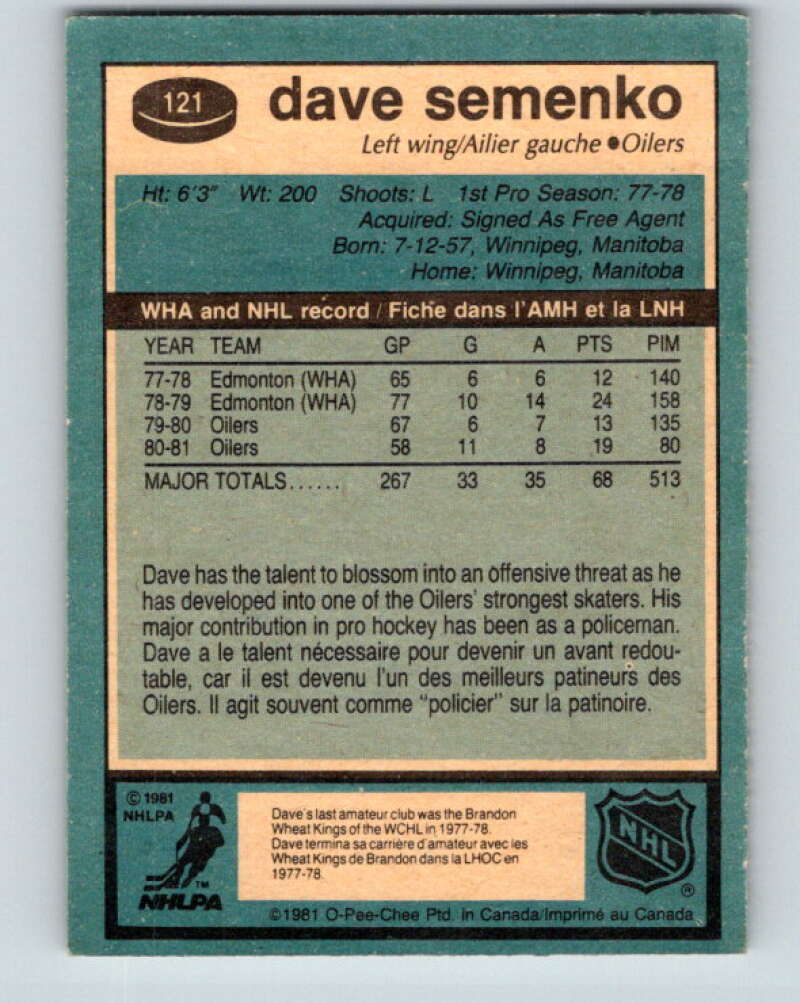 121
dave semenko
Left wing/Ailier gauche ● Oilers
Ht: 6'3" Wt: 200 Shoots: L 1st Pro Season: 77-78
Acquired: Signed As Free Agent
Born: 7-12-57, Winnipeg, Manitoba
Home: Winnipeg, Manitoba
WHA and NHL record / Fiche dans l'AMH et la LNH
YEAR TEAM GP G A PTS PIM
77-78 Edmonton (WHA) 65 6 6 12 140
78-79 Edmonton (WHA) 77 10 14 24 158
79-80 Oilers 67 6 7 13 135
80-81 Oilers 58 11 8 19 80
MAJOR TOTALS...... 267 33 35 68 513
Dave has the talent to blossom into an offensive threat as he
has developed into one of the Oilers' strongest skaters. His
major contribution in pro hockey has been as a policeman.
Dave a le talent nécessaire pour devenir un avant redou-
table, car il est devenu l'un des meilleurs patineurs des
Oilers. Il agit souvent comme "policier" sur la patinoire.
© 1981
NHLPA
TM
NHLPA
Dave's last amateur club was the Brandon
Wheat Kings of the WCHL in 1977-78.
Dave termina sa carrière d'amateur avec les
Wheat Kings de Brandon dans la LHOC en
1977-78.
NHL
®
©1981 O-Pee-Chee Ptd. in Canada/Imprimé au Canada